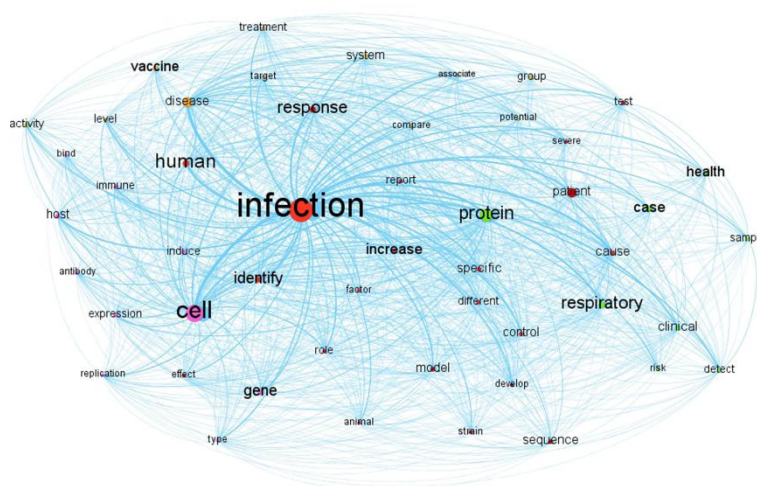 treatment
system
vaccine
target
associate
group
disease
response
test
level
potential
activity
compare
severe
bind
human
health
report
immune
patient
infection
case
host
protein
samp
increase
induce
cause
specific
antibody
identify
factor
different
respiratory
expression
cell
clinical
control
role
risk
model
detect
replication
effect
develop
gene
animal
type
strain
sequence